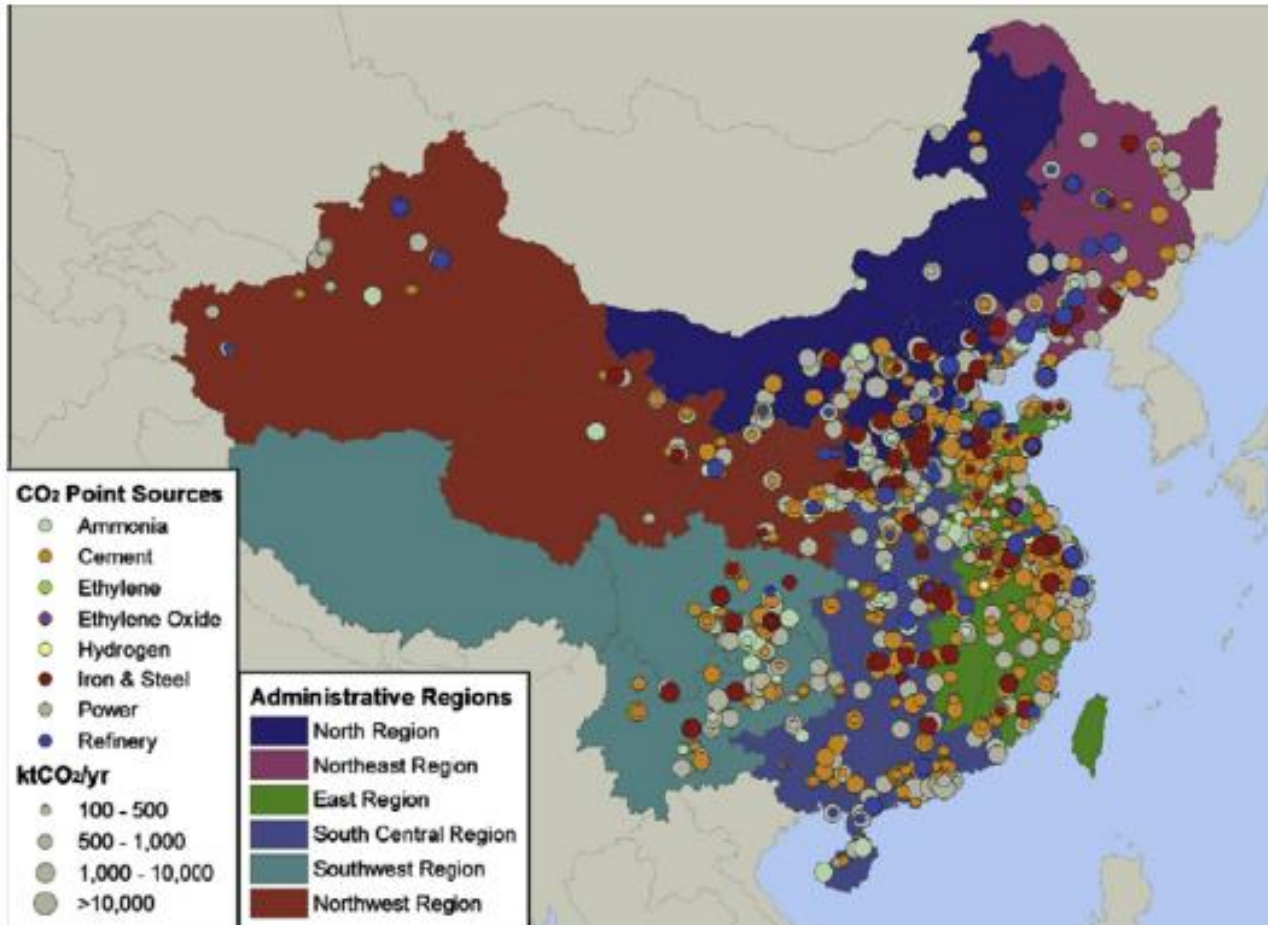 CO₂ Point Sources
Ammonia
Cement
Ethylene
Ethylene Oxide
Hydrogen
Iron & Steel
Power
Refinery
ktCO₂/yr
100 - 500
500 - 1,000
1,000 - 10,000
>10,000
Administrative Regions
North Region
Northeast Region
East Region
South Central Region
Southwest Region
Northwest Region